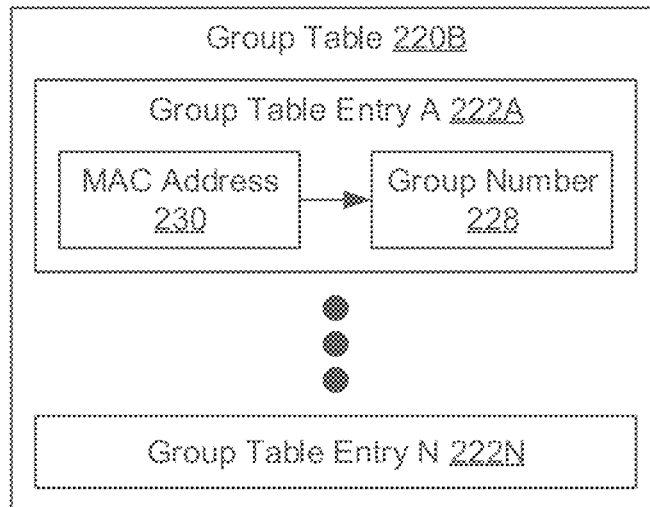 Group Table 220B
Group Table Entry A 222A
MAC Address
230
Group Number
228
Group Table Entry N 222N